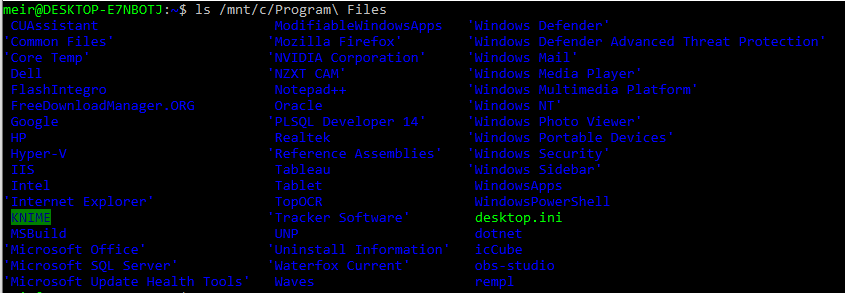 meir@DESKTOP-E7NBOTJ:~$ ls /mnt/c/Program\ Files
CUAssistant ModifiableWindowsApps 'Windows Defender'
'Common Files' 'Mozilla Firefox' 'Windows Defender Advanced Threat Protection'
'Core Temp' 'NVIDIA Corporation' 'Windows Mail'
Dell 'NZXT CAM' 'Windows Media Player'
FlashIntegro Notepad++ 'Windows Multimedia Platform'
FreeDownloadManager.ORG Oracle 'Windows NT'
Google 'PLSQL Developer 14' 'Windows Photo Viewer'
HP Realtek 'Windows Portable Devices'
Hyper-V 'Reference Assemblies' 'Windows Security'
IIS Tableau 'Windows Sidebar'
Intel Tablet WindowsApps
'Internet Explorer' TopOCR WindowsPowerShell
KNIME 'Tracker Software' desktop.ini
MSBuild UNP dotnet
'Microsoft Office' 'Uninstall Information' icCube
'Microsoft SQL Server' 'Waterfox Current' obs-studio
'Microsoft Update Health Tools' Waves rempl